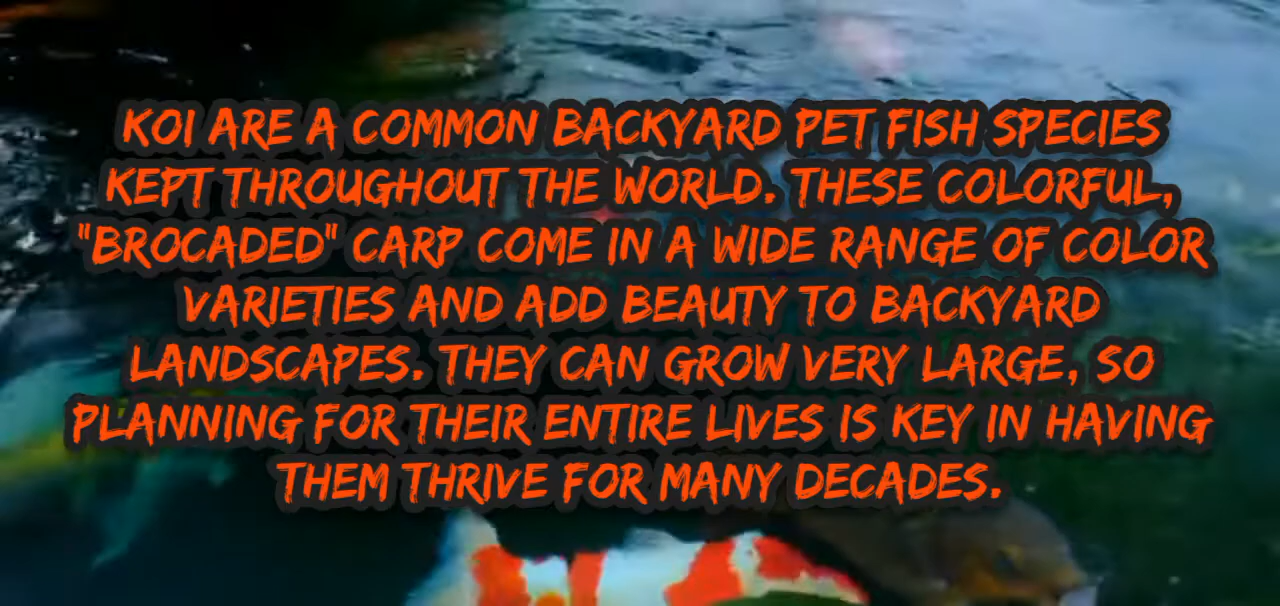 KOI ARE A COMMON BACKYARD PET FISH SPECIES
KEPT THROUGHOUT THE WORLD. THESE COLORFUL,
"BROCADED" CARP COME IN A WIDE RANGE OF COLOR
VARIETIES AND ADD BEAUTY TO BACKYARD
LANDSCAPES. THEY CAN GROW VERY LARGE, SO
PLANNING FOR THEIR ENTIRE LIVES IS KEY IN HAVING
THEM THRIVE FOR MANY DECADES.